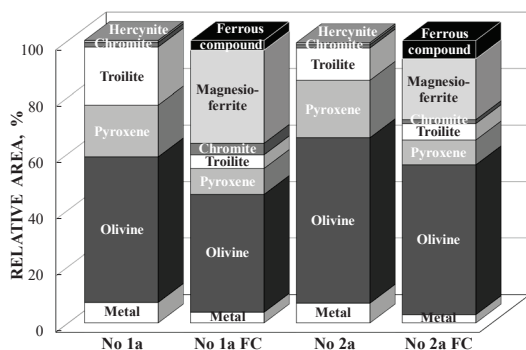 RELATIVE AREA, %
100
80
60
40
20
0
Hercynite
Chromite
Troilite
Pyroxene
Olivine
Metal
No 1a
Ferrous
compound
Magnesio-
ferrite
Chromite
Troilite
Pyroxene
Olivine
Metal
No 1a FC
Hercynite
Chromite
Troilite
Pyroxene
Olivine
Metal
No 2a
Ferrous
compound
Magnesio-
ferrite
Chromite
Troilite
Pyroxene
Olivine
Metal
No 2a FC